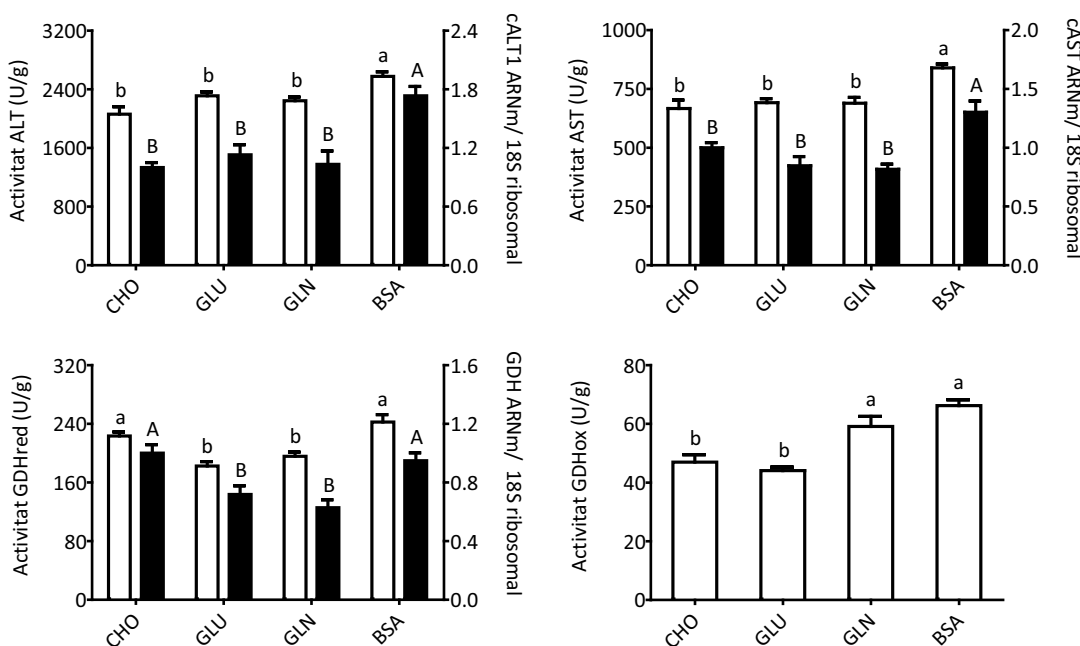 Activitat ALT (U/g)
3200
2400
1600
800
0
b
B
b
B
b
B
a
A
2.4
1.8
1.2
0.6
0.0
cALT1 ARNm/ 18S ribosomal
CHO
GLU
GLN
BSA
Activitat AST (U/g)
1000
750
500
250
0
b
B
b
B
b
B
a
A
2.0
1.5
1.0
0.5
0.0
cAST ARNm/ 18S ribosomal
CHO
GLU
GLN
BSA
Activitat GDHred (U/g)
320
240
160
80
0
a
A
b
B
b
B
a
A
1.6
1.2
0.8
0.4
0.0
GDH ARNm/ 18S ribosomal
CHO
GLU
GLN
BSA
Activitat GDHox (U/g)
80
60
40
20
0
b
b
a
a
CHO
GLU
GLN
BSA